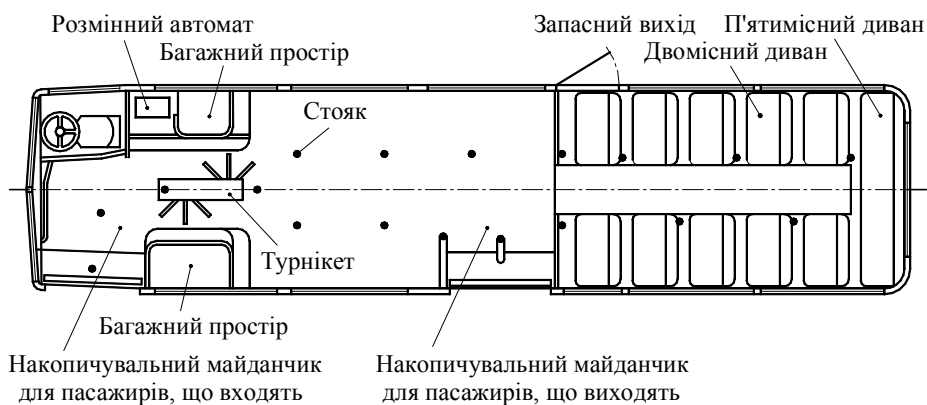 Розмінний автомат
Багажний простір
Запасний вихід
П'ятимісний диван
Двомісний диван
Стояк
Турнікет
Багажний простір
Накопичувальний майданчик
для пасажирів, що входять
Накопичувальний майданчик
для пасажирів, що виходять